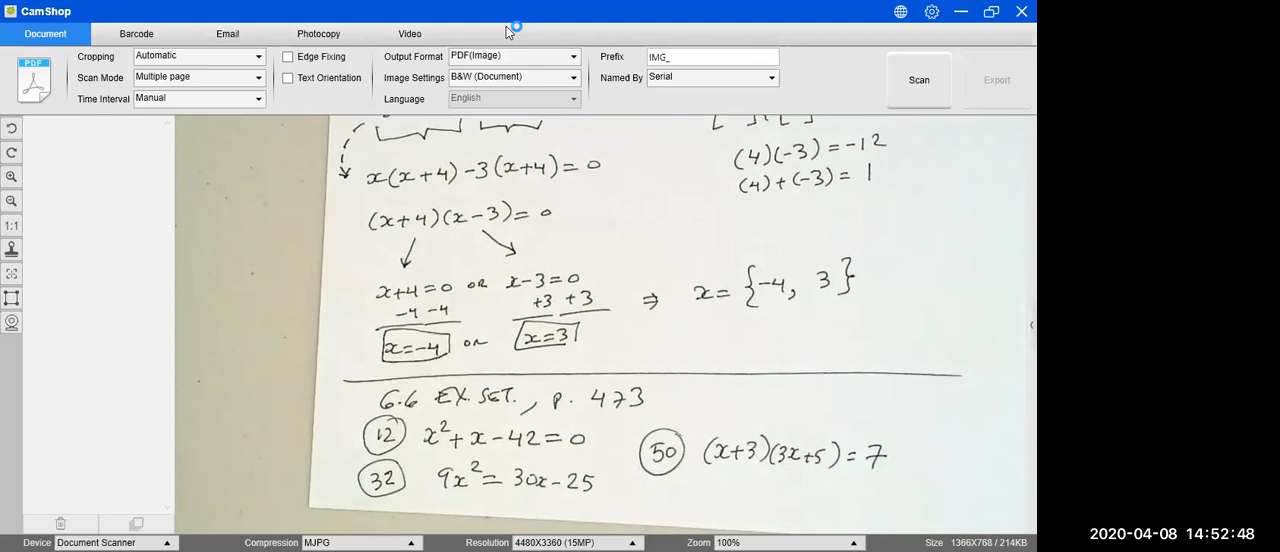 CamShop
Document Barcode Email Photocopy Video
Cropping Automatic Edge Fixing Output Format PDF(Image) Prefix IMG_
PDF Scan Mode Multiple page Text Orientation Image Settings B&W (Document) Named By Serial Scan Export
Time Interval Manual Language English
x(x+4)-3(x+4)=0
(4)(-3)=-12
(4)+(-3)=1
(x+4)(x-3)=0
x+4=0 OR x-3=0
-4 -4 +3 +3
x=-4 OR x=3
⇒ x={-4, 3}
6.6 EX. SET., p. 473
12 x²+x-42=0
50 (x+3)(3x+5)=7
32 9x²=30x-25
1:1
Device Document Scanner Compression MJPG Resolution 4480X3360 (15MP) Zoom 100% Size 1366X768 / 214KB
2020-04-08 14:52:48